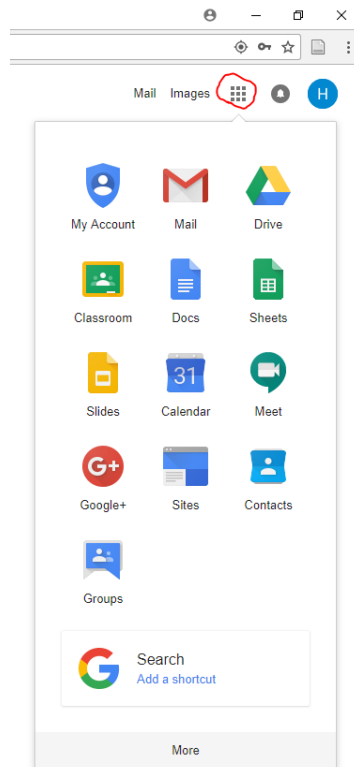 Mail Images H
My Account Mail Drive
Classroom Docs Sheets
31
Slides Calendar Meet
G+
Google+ Sites Contacts
Groups
G Search
Add a shortcut
More